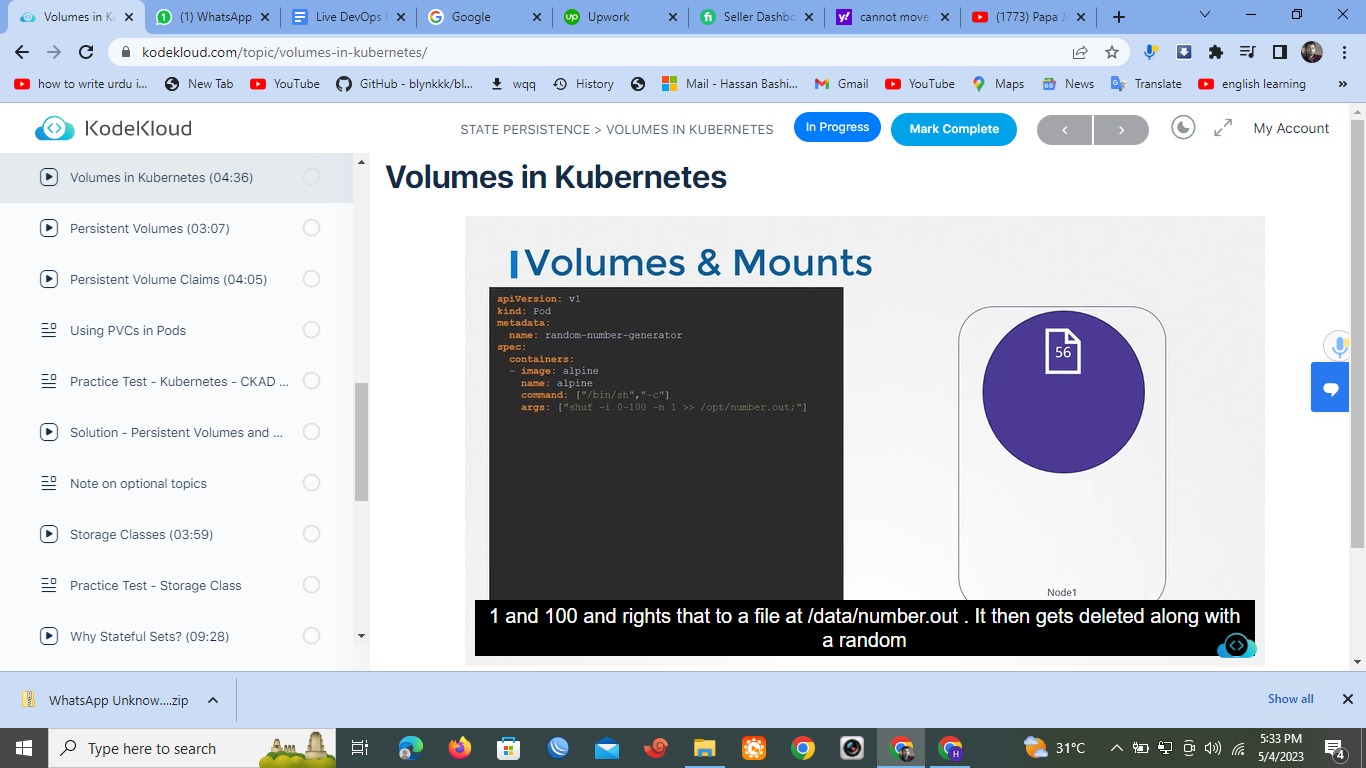 Volumes in Ku
(1) WhatsApp
Live DevOps
Google
Upwork
Seller Dashbo
cannot move
(1773) Papa J
kodekloud.com/topic/volumes-in-kubernetes/
how to write urdu i...
New Tab
YouTube
GitHub - blynkkk/bl...
wqq
History
Mail - Hassan Bashi...
Gmail
YouTube
Maps
News
Translate
english learning
»
KodeKloud
STATE PERSISTENCE > VOLUMES IN KUBERNETES
In Progress
Mark Complete
My Account
Volumes in Kubernetes (04:36)
Persistent Volumes (03:07)
Persistent Volume Claims (04:05)
Using PVCs in Pods
Practice Test - Kubernetes - CKAD ...
Solution - Persistent Volumes and ...
Note on optional topics
Storage Classes (03:59)
Practice Test - Storage Class
Why Stateful Sets? (09:28)
Volumes in Kubernetes
Volumes & Mounts
apiVersion: v1
kind: Pod
metadata:
name: random-number-generator
spec:
containers:
- image: alpine
name: alpine
command: ["/bin/sh","-c"]
args: ["shuf -i 0-100 -n 1 >> /opt/number.out;"]
56
Node1
1 and 100 and rights that to a file at /data/number.out . It then gets deleted along with
a random
WhatsApp Unknow....zip
Show all
Type here to search
31°C
5:33 PM
5/4/2023
4